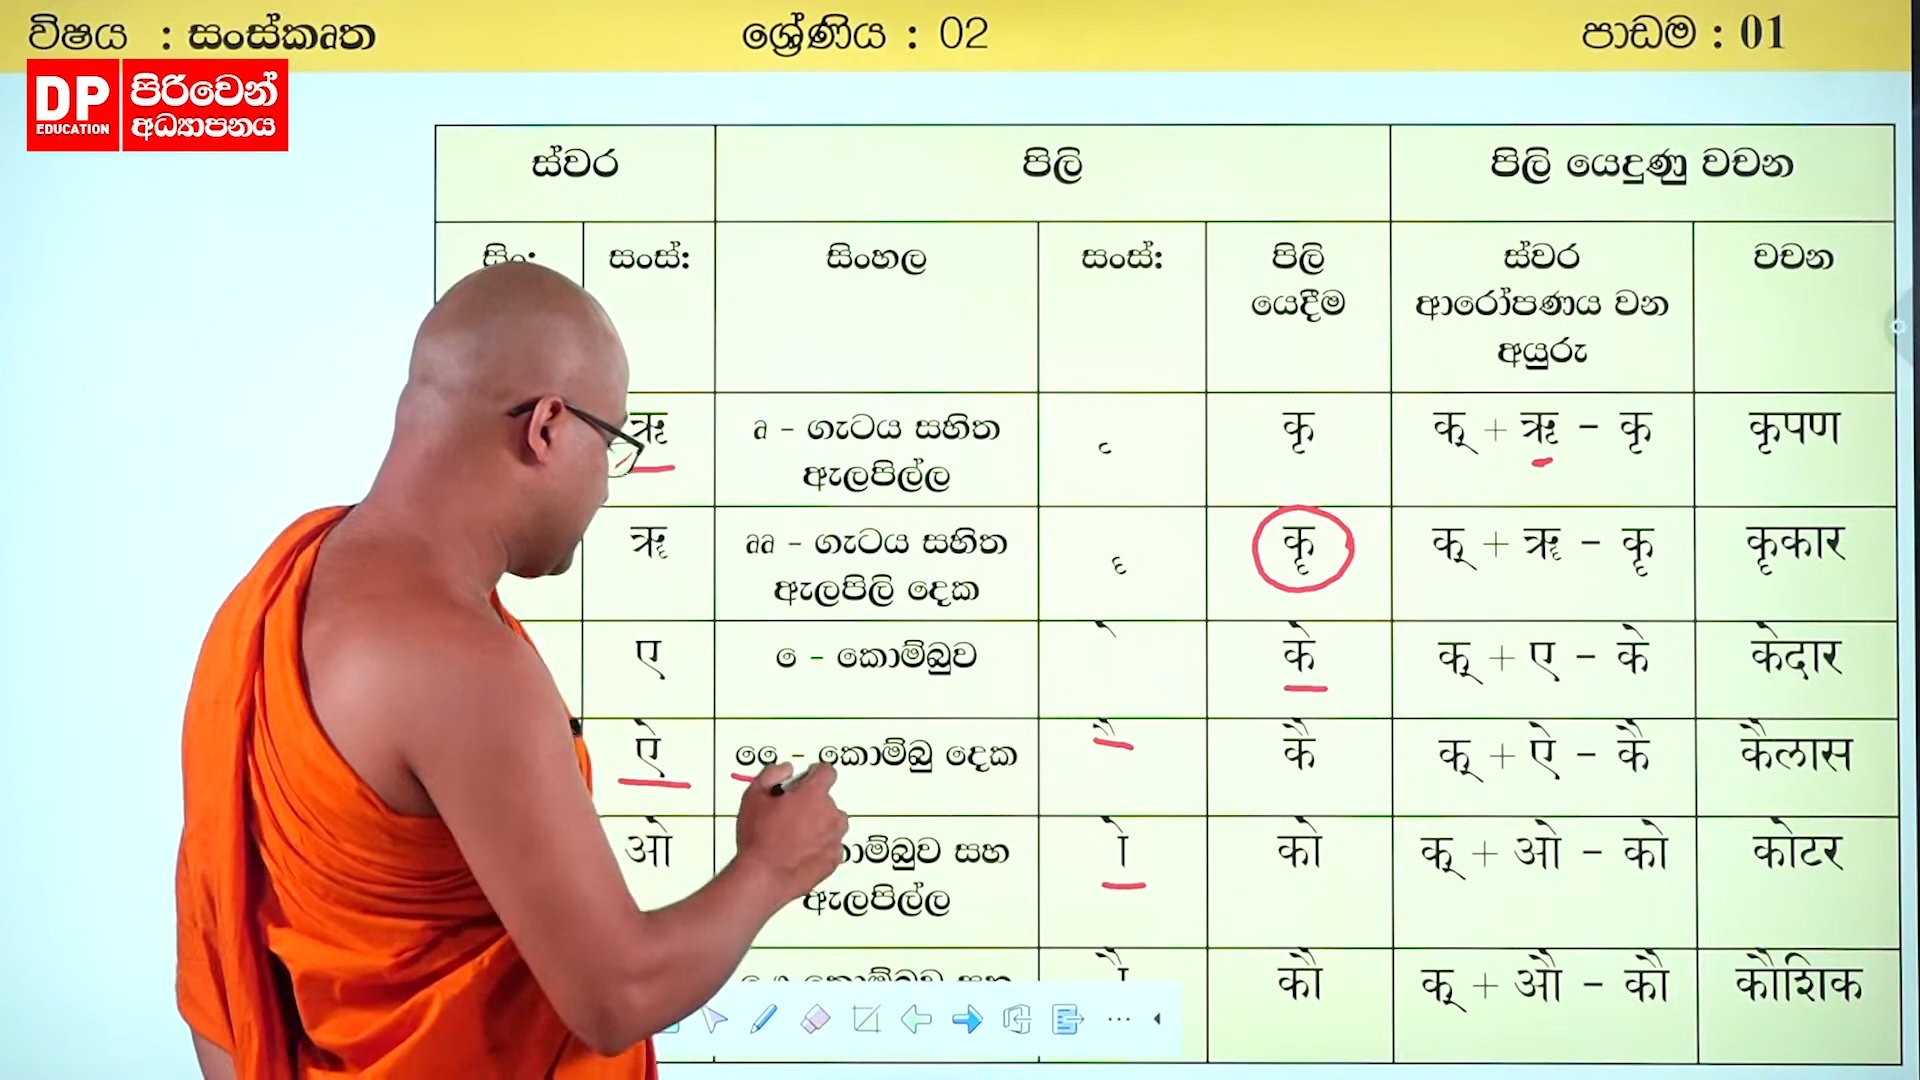 විෂය : සංස්කෘත
ශ්‍රේණිය : 02
පාඩම : 01
DP
EDUCATION
පිරිවෙන්
අධ්‍යාපනය
ස්වර
පිලි
පිලි යෙදුණු වචන
සිං:
සංස්:
සිංහල
සංස්:
පිලි
යෙදීම
ස්වර
ආරෝපණය වන
අයුරු
වචන
ऋ
ෘ - ගැටය සහිත
ඇලපිල්ල
ृ
कृ
क् + ऋ - कृ
कृपण
ॠ
ෲ - ගැටය සහිත
ඇලපිලි දෙක
ॄ
कॄ
क् + ॠ - कॄ
कॄकार
ए
ෙ - කොම්බුව
े
के
क् + ए - के
केदार
ऐ
ෛ - කොම්බු දෙක
ै
कै
क् + ऐ - कै
कैलास
ओ
කොම්බුව සහ
ඇලපිල්ල
ो
को
क् + ओ - को
कोटर
ौ
कौ
क् + औ - कौ
कौशिक